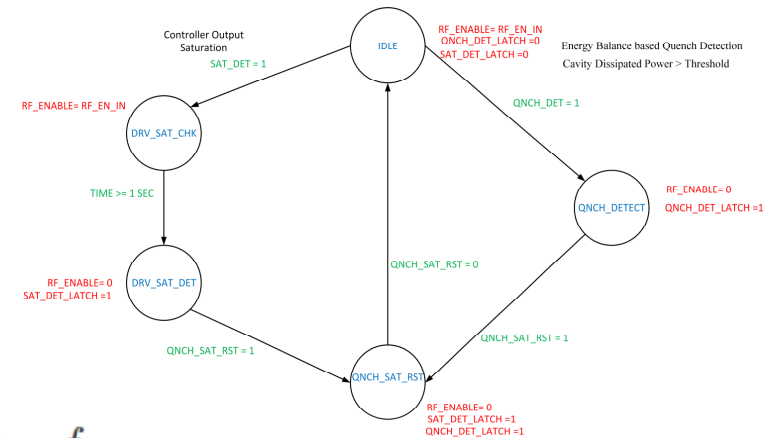 Controller Output
Saturation
SAT_DET = 1
IDLE
RF_ENABLE= RF_EN_IN
QNCH_DET_LATCH =0
SAT_DET_LATCH =0
Energy Balance based Quench Detection
Cavity Dissipated Power > Threshold
QNCH_DET = 1
RF_ENABLE= RF_EN_IN
DRV_SAT_CHK
TIME >= 1 SEC
QNCH_DETECT
RF_ENABLE= 0
QNCH_DET_LATCH =1
QNCH_SAT_RST = 0
RF_ENABLE= 0
SAT_DET_LATCH =1
DRV_SAT_DET
QNCH_SAT_RST = 1
QNCH_SAT_RST = 1
QNCH_SAT_RST
RF_ENABLE= 0
SAT_DET_LATCH =1
QNCH_DET_LATCH =1